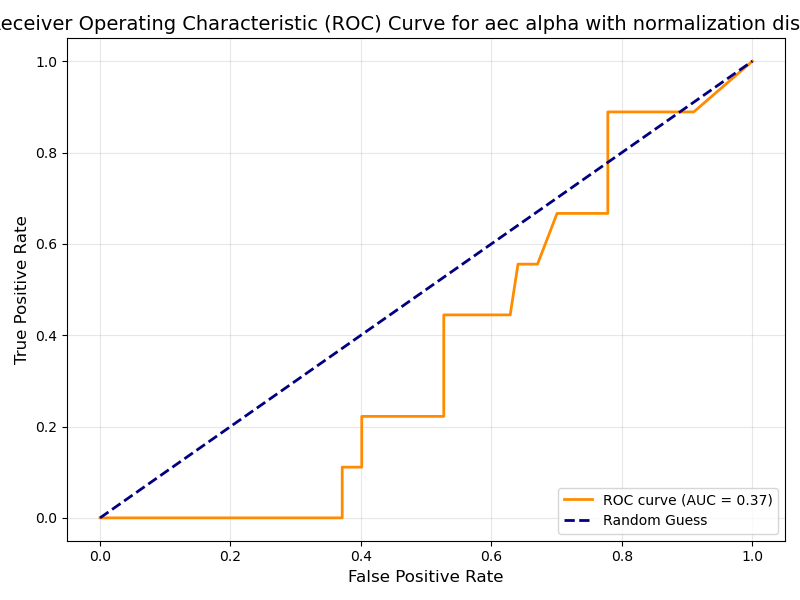 eceiver Operating Characteristic (ROC) Curve for aec alpha with normalization dis
1.0
0.8
0.6
0.4
0.2
0.0
True Positive Rate
0.0 0.2 0.4 0.6 0.8 1.0
False Positive Rate
ROC curve (AUC = 0.37)
Random Guess